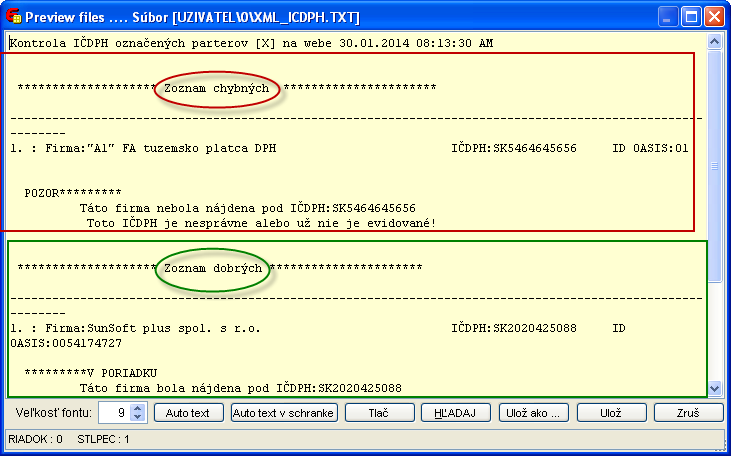 Preview files .... Súbor [UZIVATEL\0\XML_ICDPH.TXT]
Kontrola IČDPH označených parterov [X] na webe 30.01.2014 08:13:30 AM
******************** Zoznam chybných **********************
----------------------------------------------------------------------------------------------------
--------
1. : Firma:"A1" FA tuzemsko platca DPH IČDPH:SK5464645656 ID OASIS:01
POZOR*********
Táto firma nebola nájdena pod IČDPH:SK5464645656
Toto IČDPH je nesprávne alebo už nie je evidované!
******************** Zoznam dobrých **********************
----------------------------------------------------------------------------------------------------
--------
1. : Firma:SunSoft plus spol. s r.o. IČDPH:SK2020425088 ID
OASIS:0054174727
*********V PORIADKU
Táto firma bola nájdena pod IČDPH:SK2020425088
Veľkosť fontu: 9 Auto text Auto text v schranke Tlač HĽADAJ Ulož ako ... Ulož Zruš
RIADOK : 0 STLPEC : 1